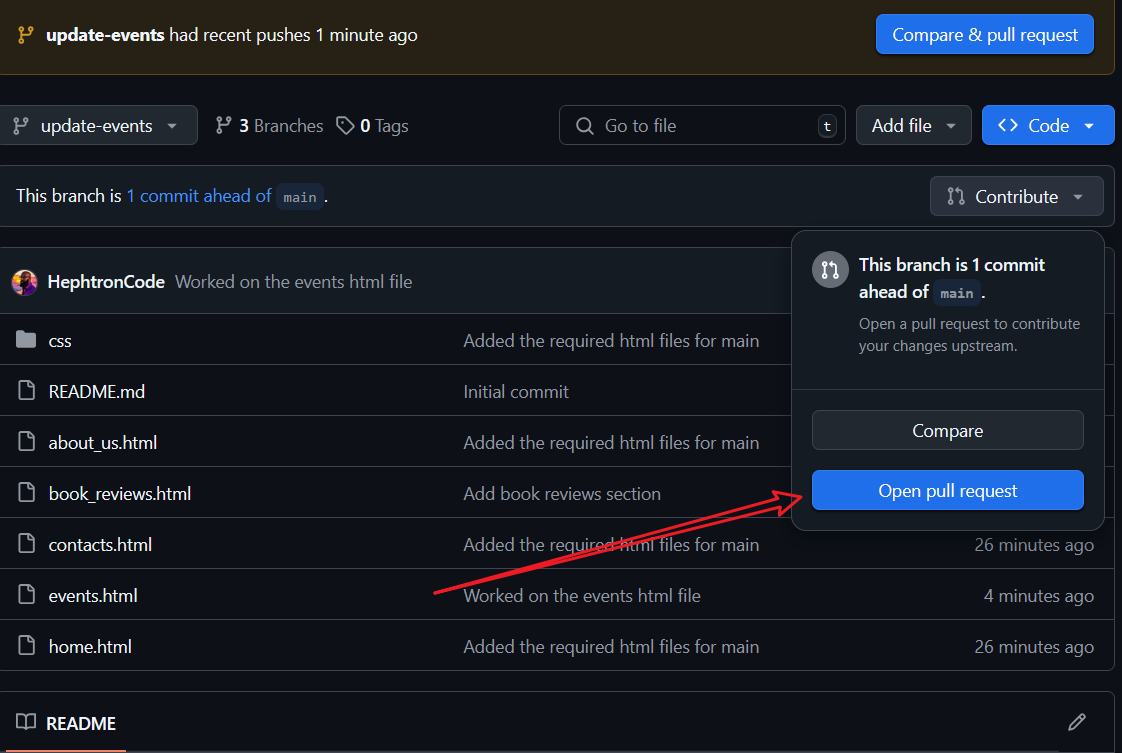 update-events had recent pushes 1 minute ago
Compare & pull request
update-events
3 Branches
0 Tags
Go to file
t
Add file
<> Code
This branch is 1 commit ahead of main .
Contribute
This branch is 1 commit
ahead of main .
Open a pull request to contribute
your changes upstream.
Compare
Open pull request
HephtronCode Worked on the events html file
css Added the required html files for main
README.md Initial commit
about_us.html Added the required html files for main
book_reviews.html Add book reviews section
contacts.html Added the required html files for main 26 minutes ago
events.html Worked on the events html file 4 minutes ago
home.html Added the required html files for main 26 minutes ago
README